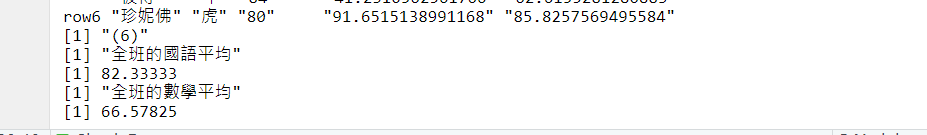 row6 "珍妮佛" "虎" "80" "91.6515138991168" "85.8257569495584"
[1] "(6)"
[1] "全班的國語平均"
[1] 82.33333
[1] "全班的數學平均"
[1] 66.57825